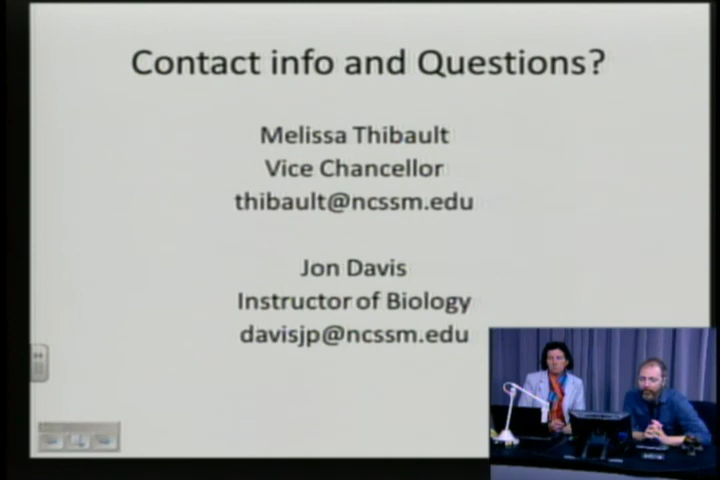 Contact info and Questions?
Melissa Thibault
Vice Chancellor
thibault@ncssm.edu
Jon Davis
Instructor of Biology
davisjp@ncssm.edu